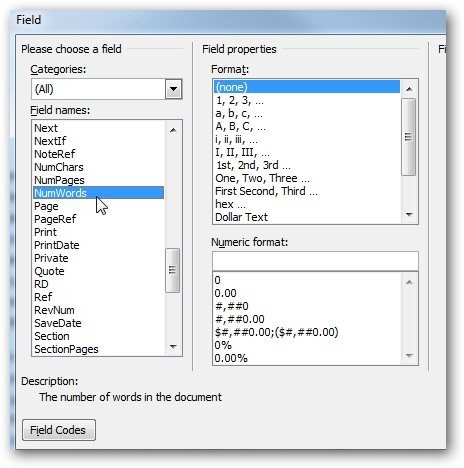 Field
Please choose a field
Categories:
(All)
Field names:
Next
NextIf
NoteRef
NumChars
NumPages
NumWords
Page
PageRef
Print
PrintDate
Private
Quote
RD
Ref
RevNum
SaveDate
Section
SectionPages
Field properties
Format:
(none)
1, 2, 3, ...
a, b, c, ...
A, B, C, ...
i, ii, iii, ...
I, II, III, ...
1st, 2nd, 3rd ...
One, Two, Three ...
First Second, Third ...
hex ...
Dollar Text
Numeric format:
0
0.00
#,##0
#,##0.00
$#,##0.00;($#,##0.00)
0%
0.00%
Description:
The number of words in the document
Field Codes